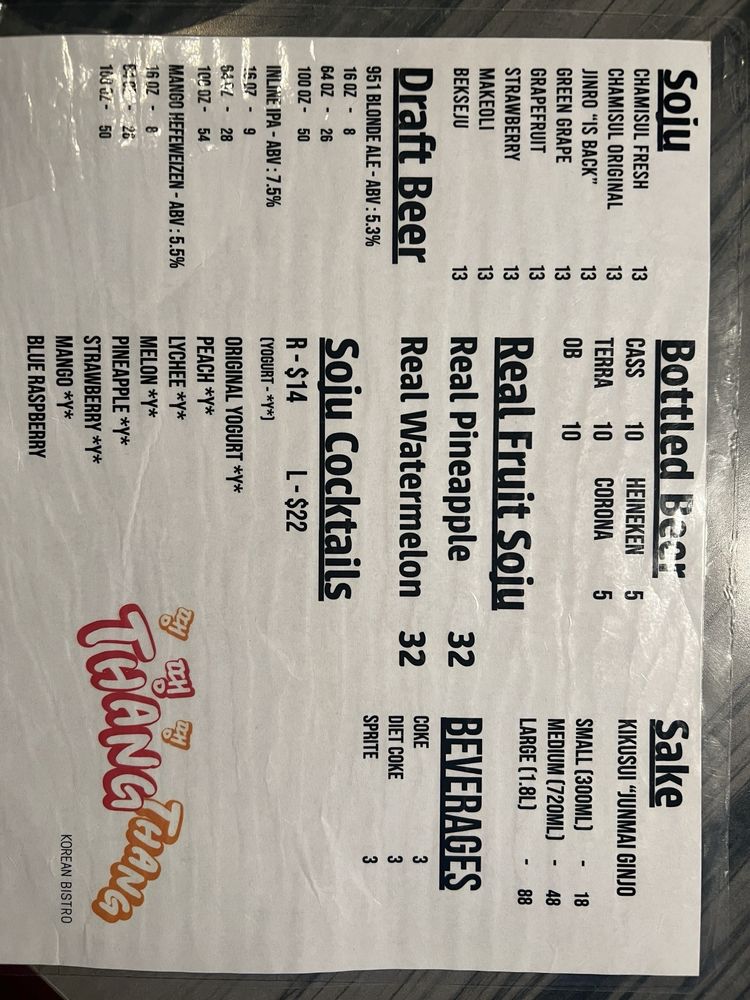 Soju
CHAMISUL FRESH 13
CHAMISUL ORIGINAL 13
JINRO "IS BACK" 13
GREEN GRAPE 13
GRAPEFRUIT 13
STRAWBERRY 13
MAKEOLI 13
BEKSEJU 13
Draft Beer
951 BLONDE ALE - ABV : 5.3%
16 OZ - 8
64 OZ - 26
100 OZ - 50
INLINE IPA - ABV : 7.5%
16 OZ - 9
64 OZ - 28
100 OZ - 54
MANGO HEFEWEIZEN - ABV : 5.5%
16 OZ - 8
64 OZ - 26
100 OZ - 50
Bottled Beer
CASS 10 HEINEKEN 5
TERRA 10 CORONA 5
OB 10
Real Fruit Soju
Real Pineapple 32
Real Watermelon 32
Soju Cocktails
R - $14 L - $22
(YOGURT - *Y*)
ORIGINAL YOGURT *Y*
PEACH *Y*
LYCHEE *Y*
MELON *Y*
PINEAPPLE *Y*
STRAWBERRY *Y*
MANGO *Y*
BLUE RASPBERRY
Sake
KIKUSUI "JUNMAI GINJO
SMALL (300ML) - 18
MEDIUM (720ML) - 48
LARGE (1.8L) - 88
BEVERAGES
COKE 3
DIET COKE 3
SPRITE 3
THANG THANG
KOREAN BISTRO